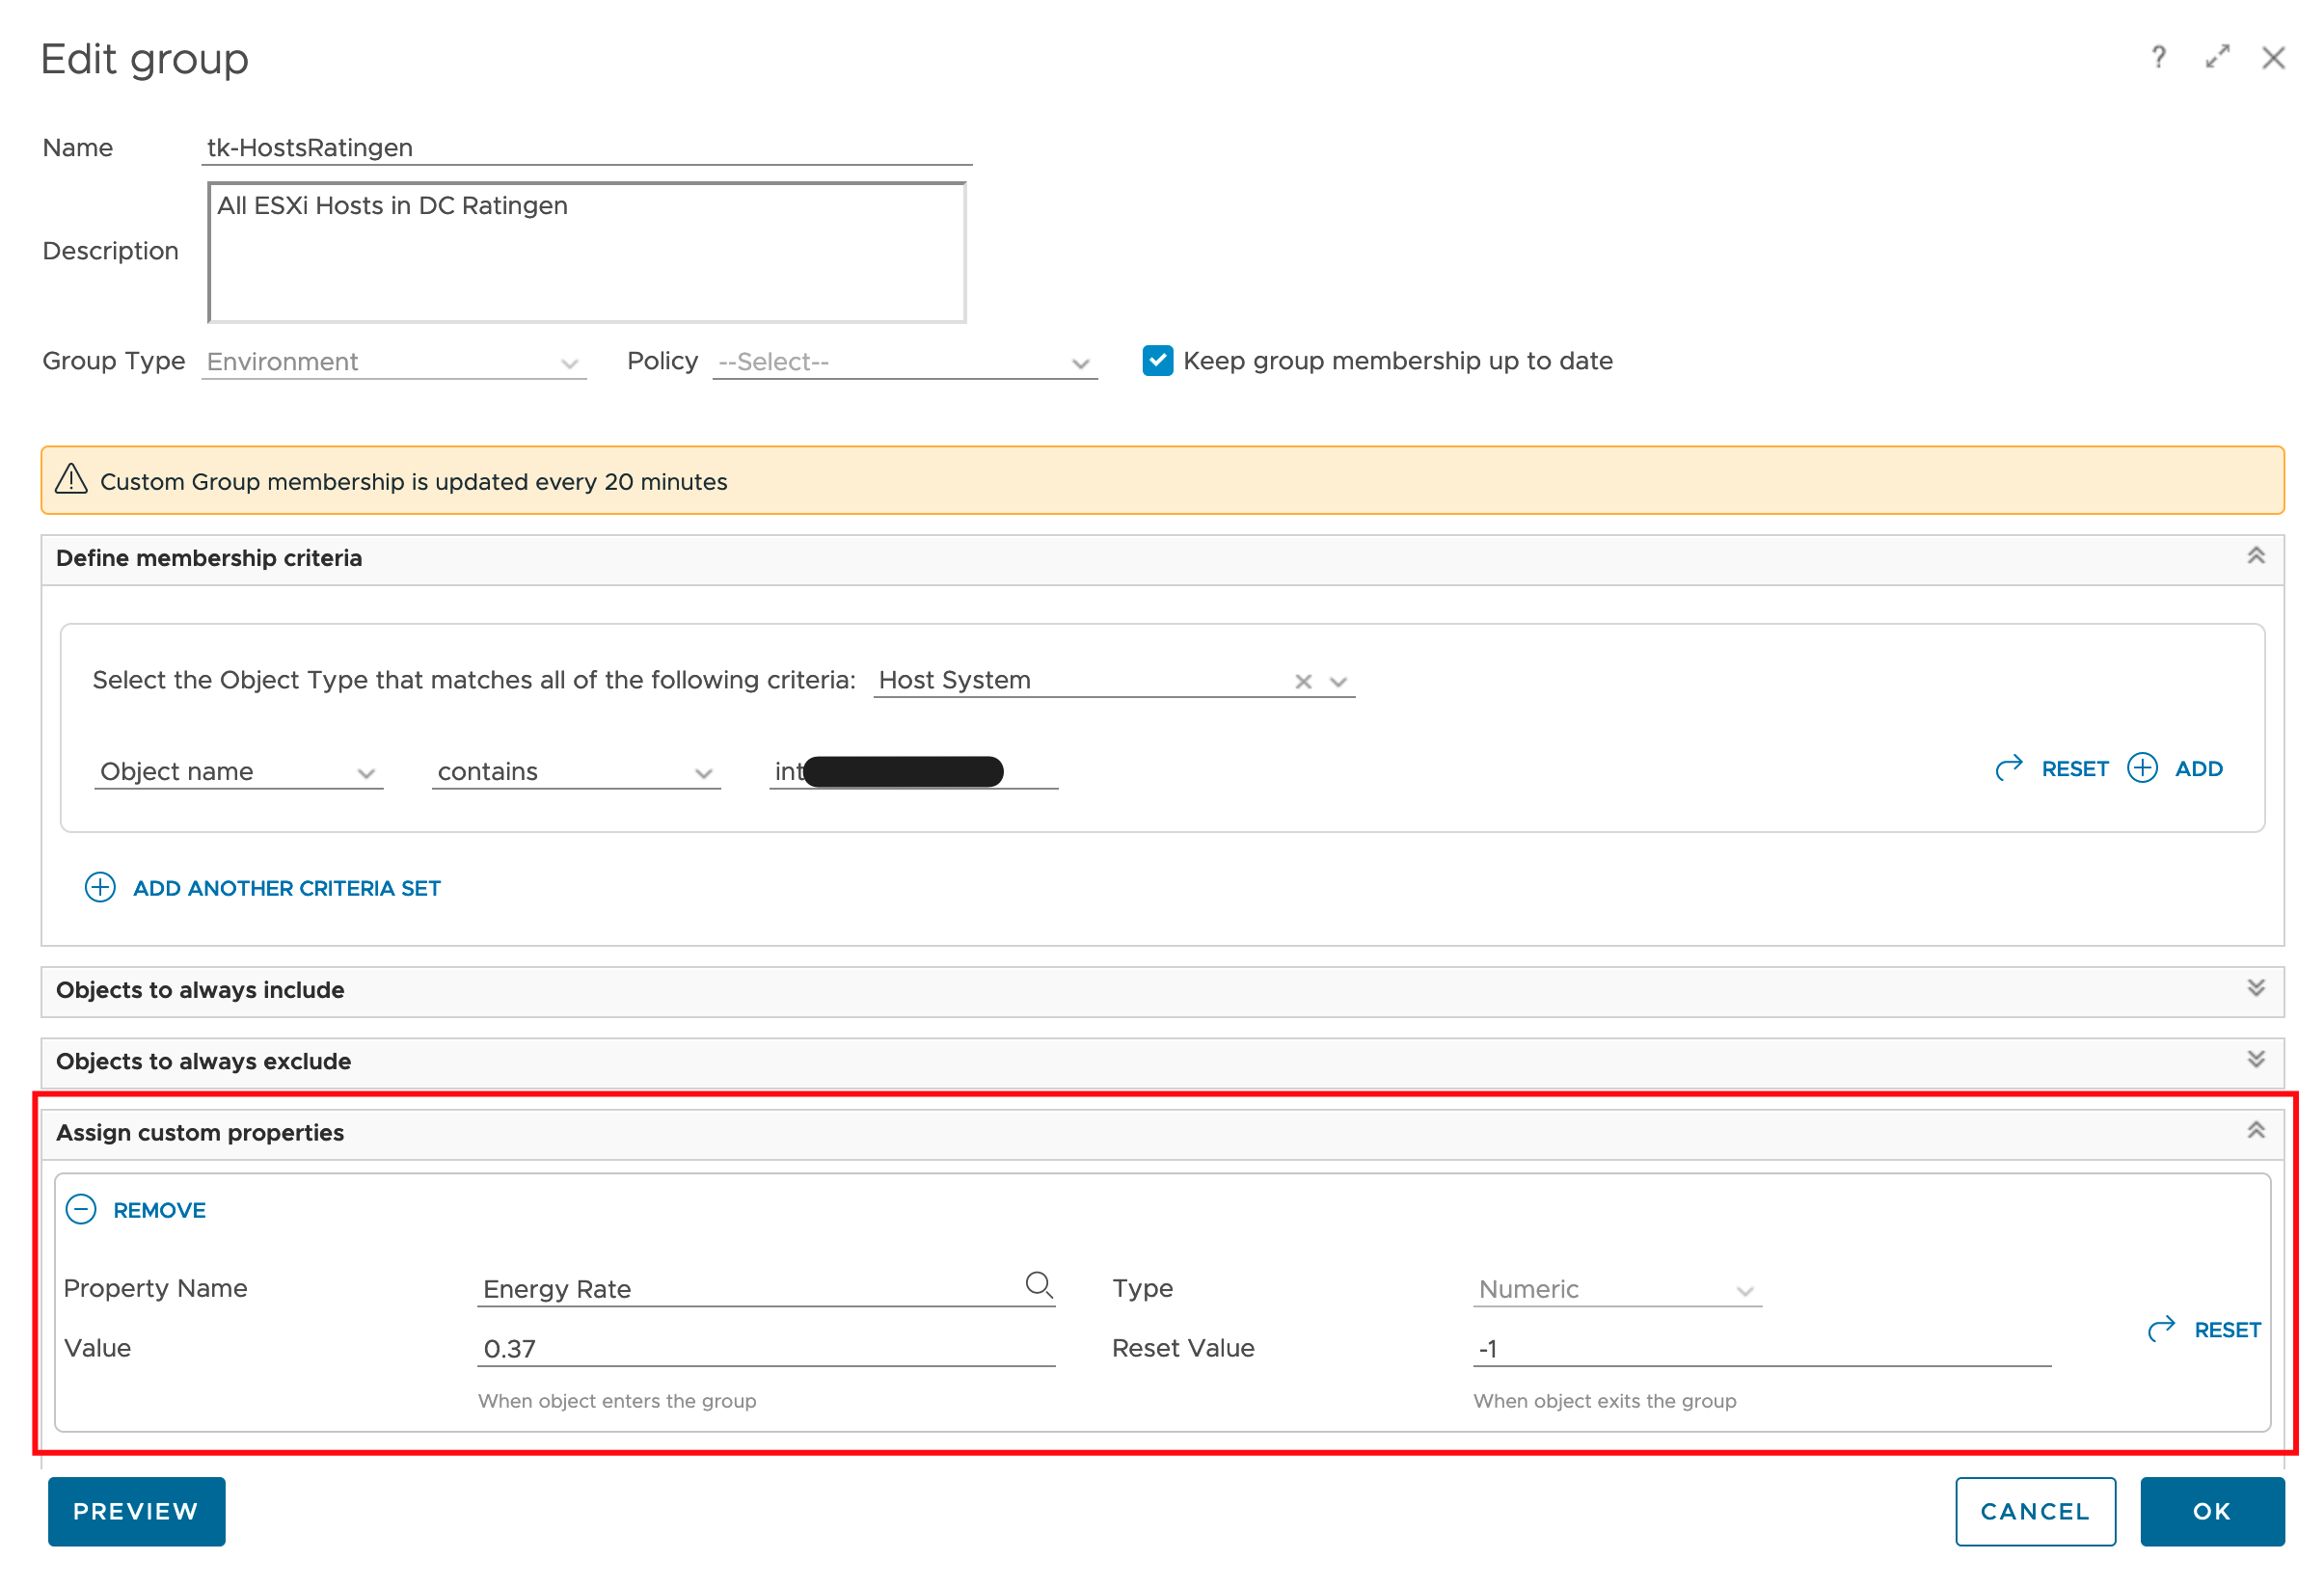 Edit group
?
Name tk-HostsRatingen
Description All ESXi Hosts in DC Ratingen
Group Type Environment Policy --Select-- Keep group membership up to date
Custom Group membership is updated every 20 minutes
Define membership criteria
Select the Object Type that matches all of the following criteria: Host System
Object name contains int RESET ADD
ADD ANOTHER CRITERIA SET
Objects to always include
Objects to always exclude
Assign custom properties
REMOVE
Property Name Energy Rate Type Numeric
RESET
Value 0.37 Reset Value -1
When object enters the group When object exits the group
PREVIEW CANCEL OK